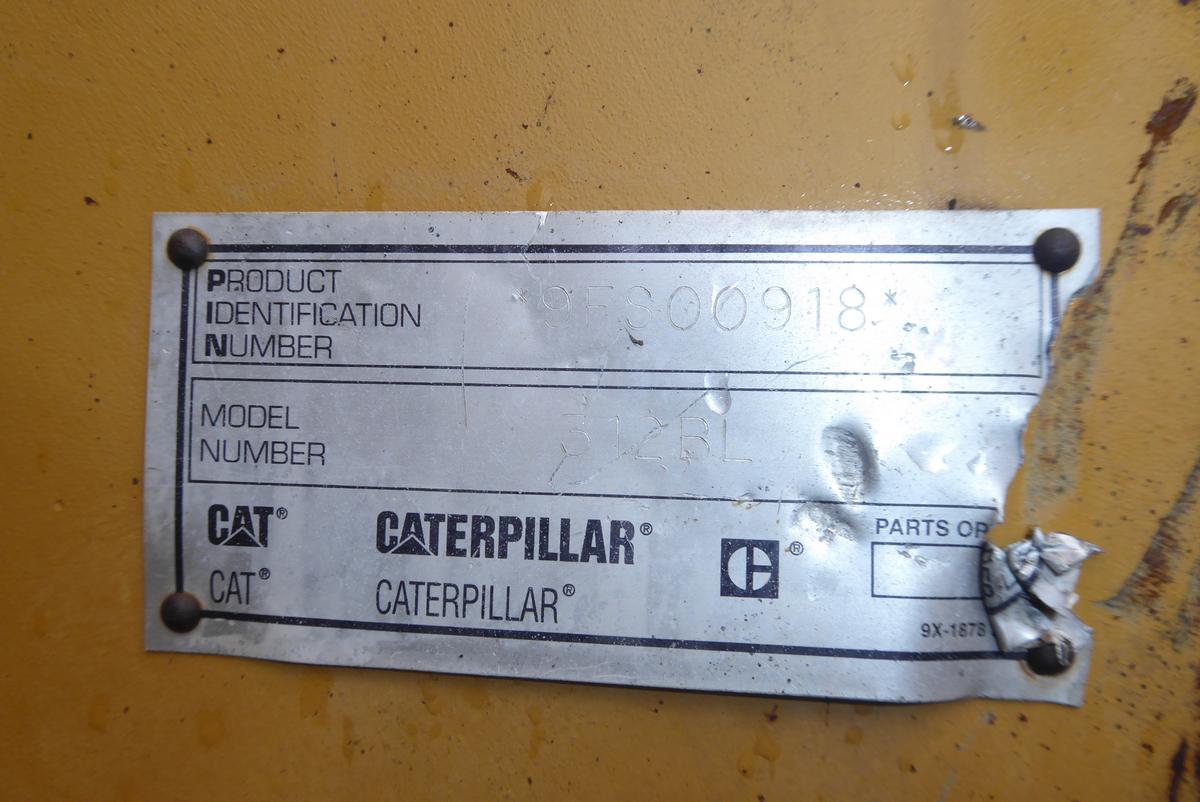 PRODUCT
IDENTIFICATION
NUMBER
*9FS00918*
MODEL
NUMBER
312BL
CAT® CATERPILLAR® ®
CAT® CATERPILLAR®
PARTS OR
9X-1878